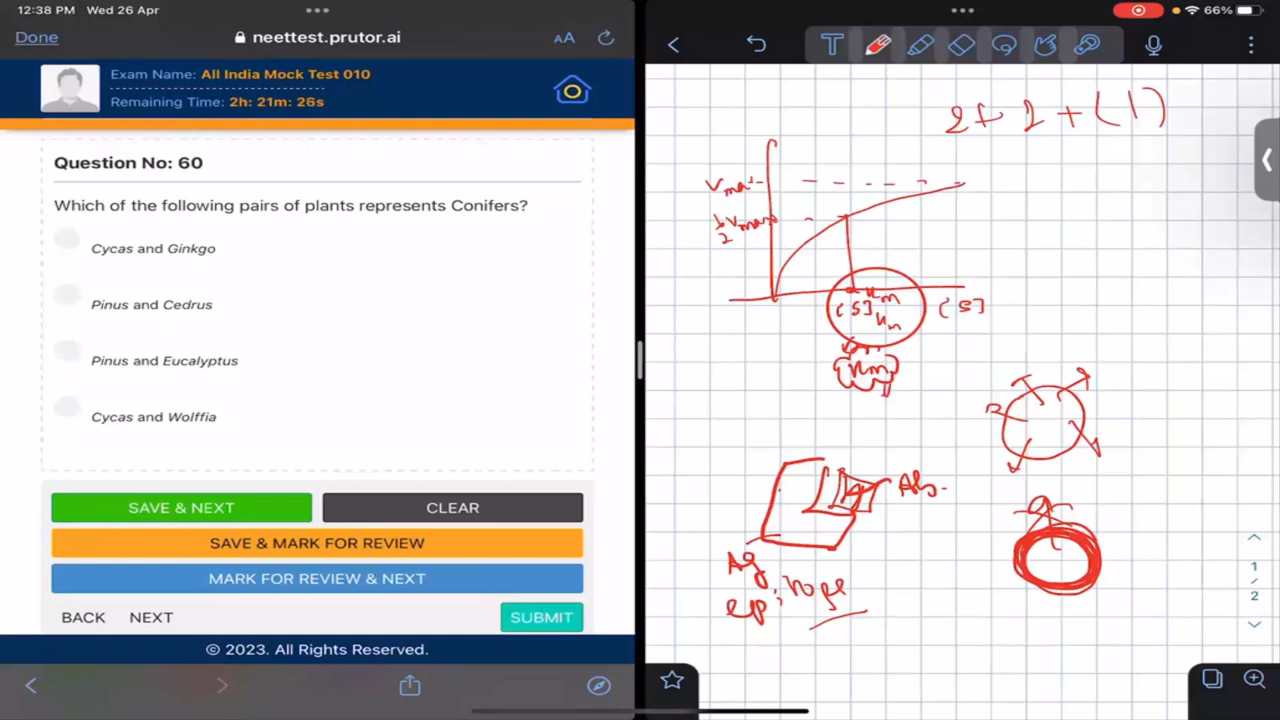 12:38 PM Wed 26 Apr
66%
Done
neettest.prutor.ai
AA
Exam Name: All India Mock Test 010
Remaining Time: 2h: 21m: 26s
Question No: 60
Which of the following pairs of plants represents Conifers?
Cycas and Ginkgo
Pinus and Cedrus
Pinus and Eucalyptus
Cycas and Wolffia
SAVE & NEXT
CLEAR
SAVE & MARK FOR REVIEW
MARK FOR REVIEW & NEXT
BACK
NEXT
SUBMIT
© 2023. All Rights Reserved.
T
2 + 2 + (1)
Vmax
1/2 Vmax
[S]
Km
[S]
Km
Ag
1
/
2